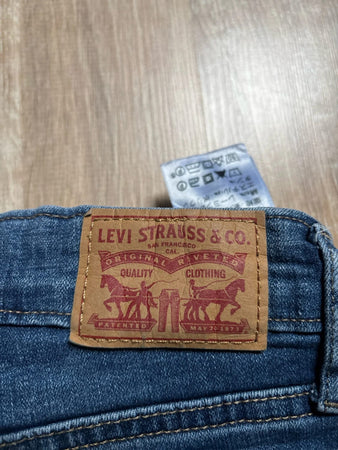 LEVI STRAUSS & CO.
SAN FRANCISCO
CAL.
ORIGINAL RIVETED
QUALITY CLOTHING
PATENTED MAY 20 1873